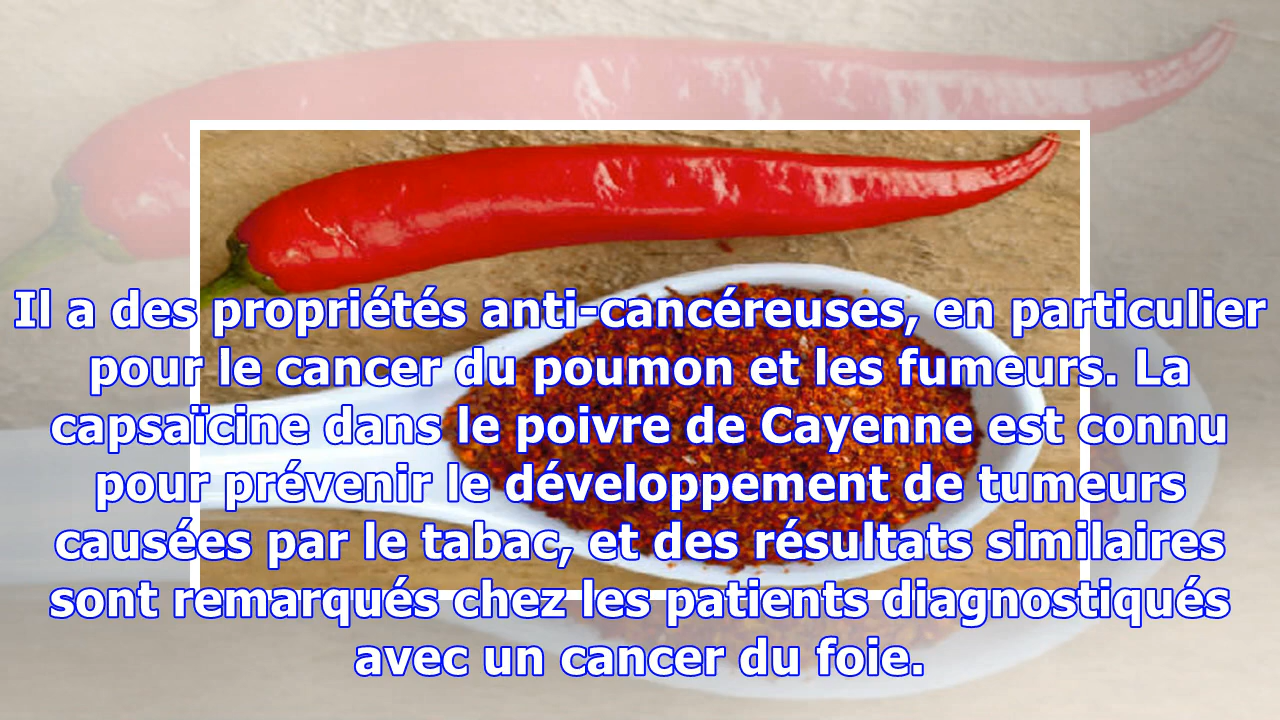 Il a des propriétés anti-cancéreuses, en particulier
pour le cancer du poumon et les fumeurs. La
capsaïcine dans le poivre de Cayenne est connu
pour prévenir le développement de tumeurs
causées par le tabac, et des résultats similaires
sont remarqués chez les patients diagnostiqués
avec un cancer du foie.